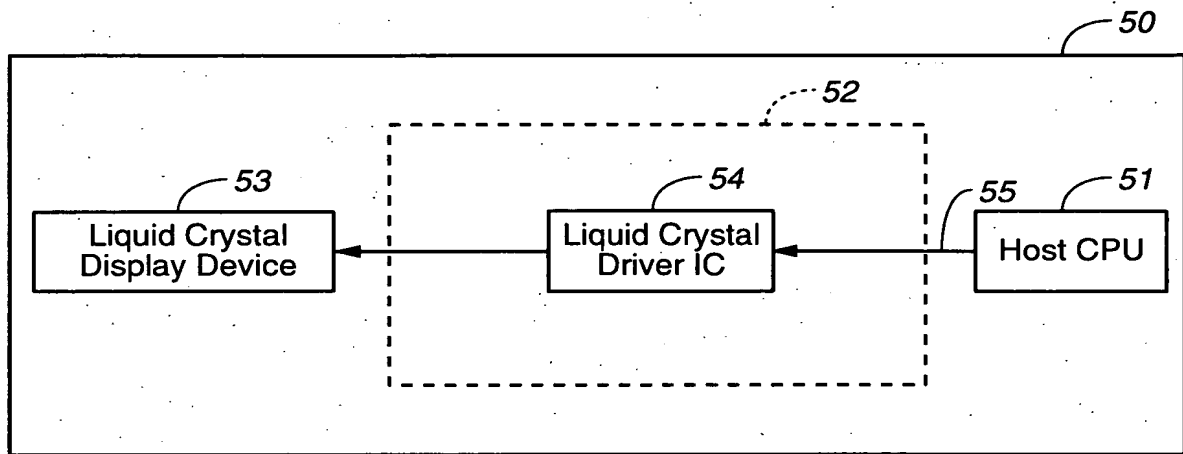 50
52
53
54
55
51
Liquid Crystal
Display Device
Liquid Crystal
Driver IC
Host CPU